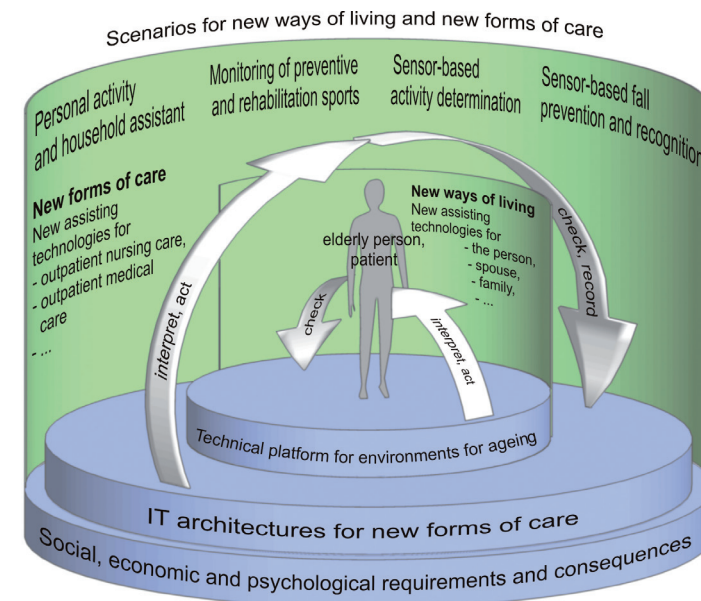 Scenarios for new ways of living and new forms of care
Personal activity
and household assistant
Monitoring of preventive
and rehabilitation sports
Sensor-based
activity determination
Sensor-based fall
prevention and recognition
New forms of care
New assisting
technologies for
- outpatient nursing care,
- outpatient medical
care
- ...
New ways of living
New assisting
technologies for
- the person,
- spouse,
- family,
- ...
elderly person,
patient
interpret, act
check
interpret, act
check, record
Technical platform for environments for ageing
IT architectures for new forms of care
Social, economic and psychological requirements and consequences